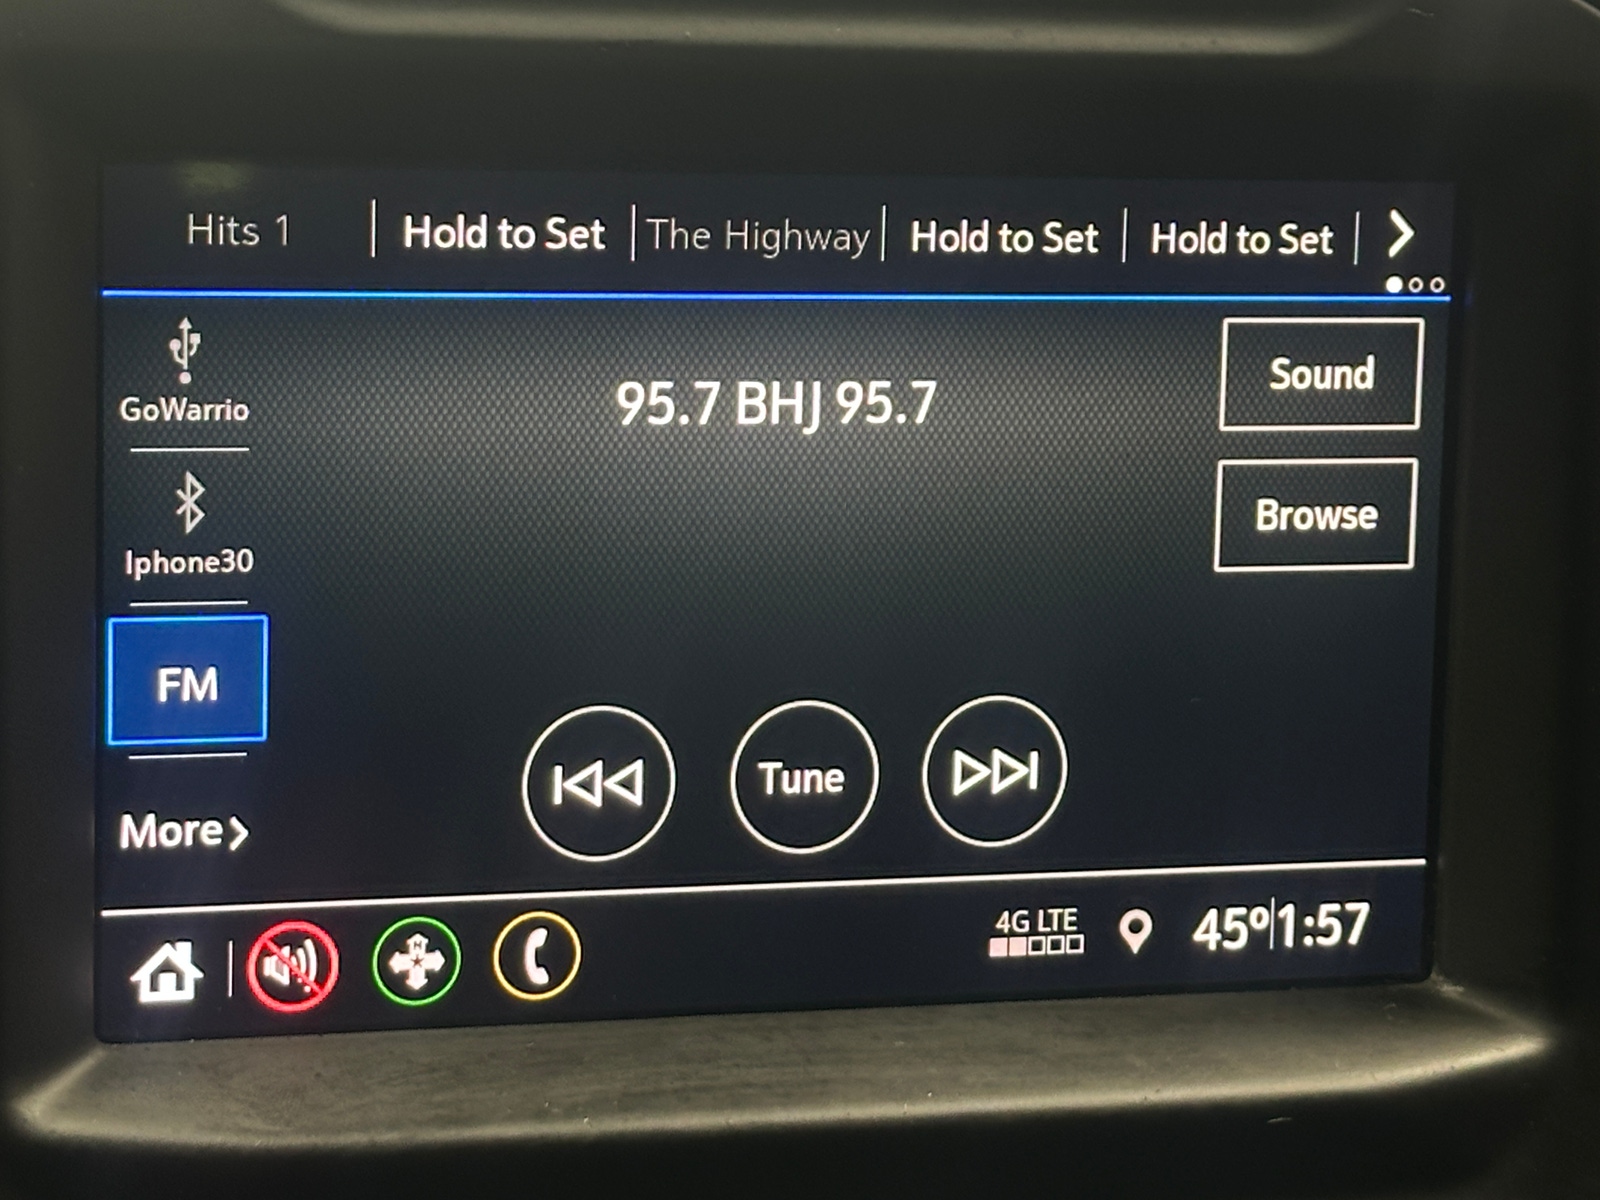 Hits 1
Hold to Set
The Highway
Hold to Set
Hold to Set
GoWarrio
95.7 BHJ 95.7
Sound
Iphone30
Browse
FM
Tune
More
4G LTE
45º
1:57